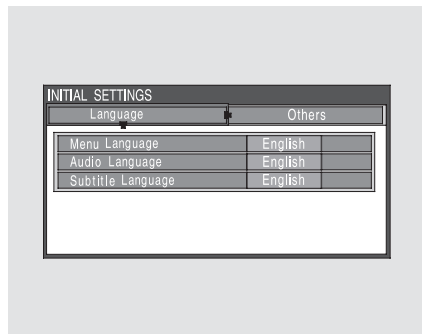 INITIAL SETTINGS
Language Others
Menu Language English
Audio Language English
Subtitle Language English